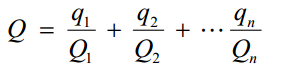 Q = q₁/Q₁ + q₂/Q₂ + ⋯ qₙ/Qₙ